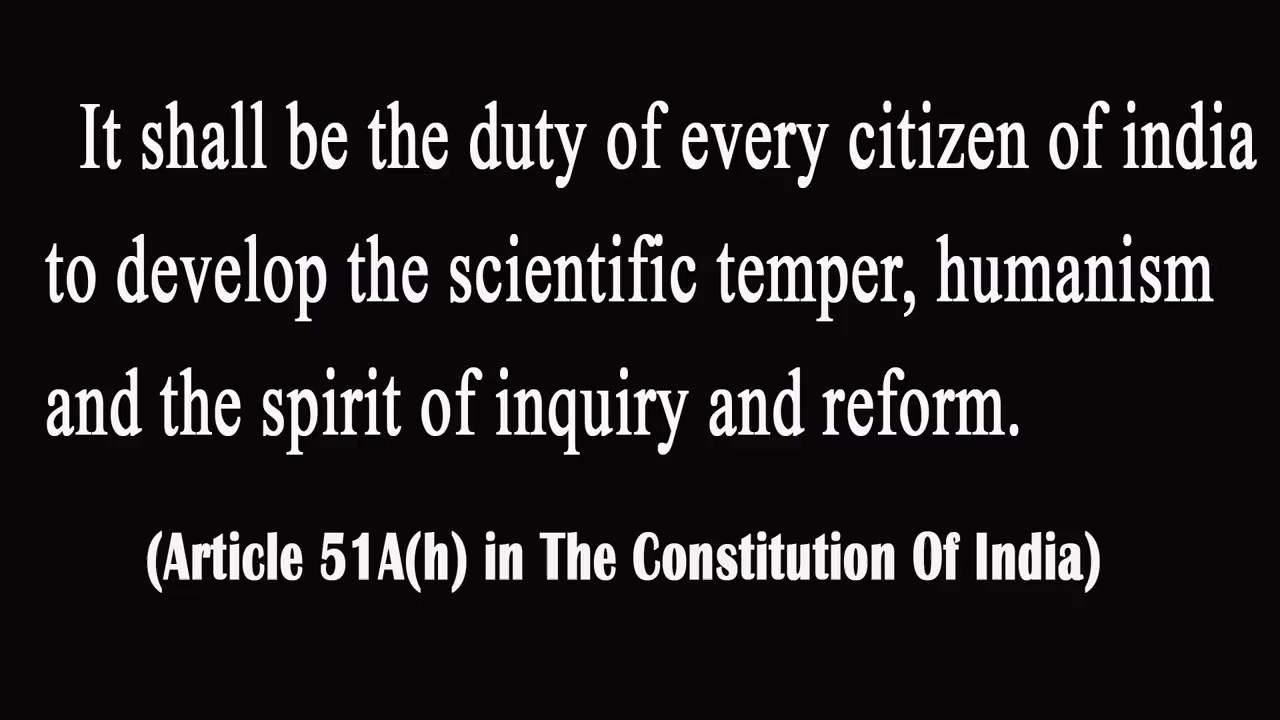 It shall be the duty of every citizen of india
to develop the scientific temper, humanism
and the spirit of inquiry and reform.
(Article 51A(h) in The Constitution Of India)